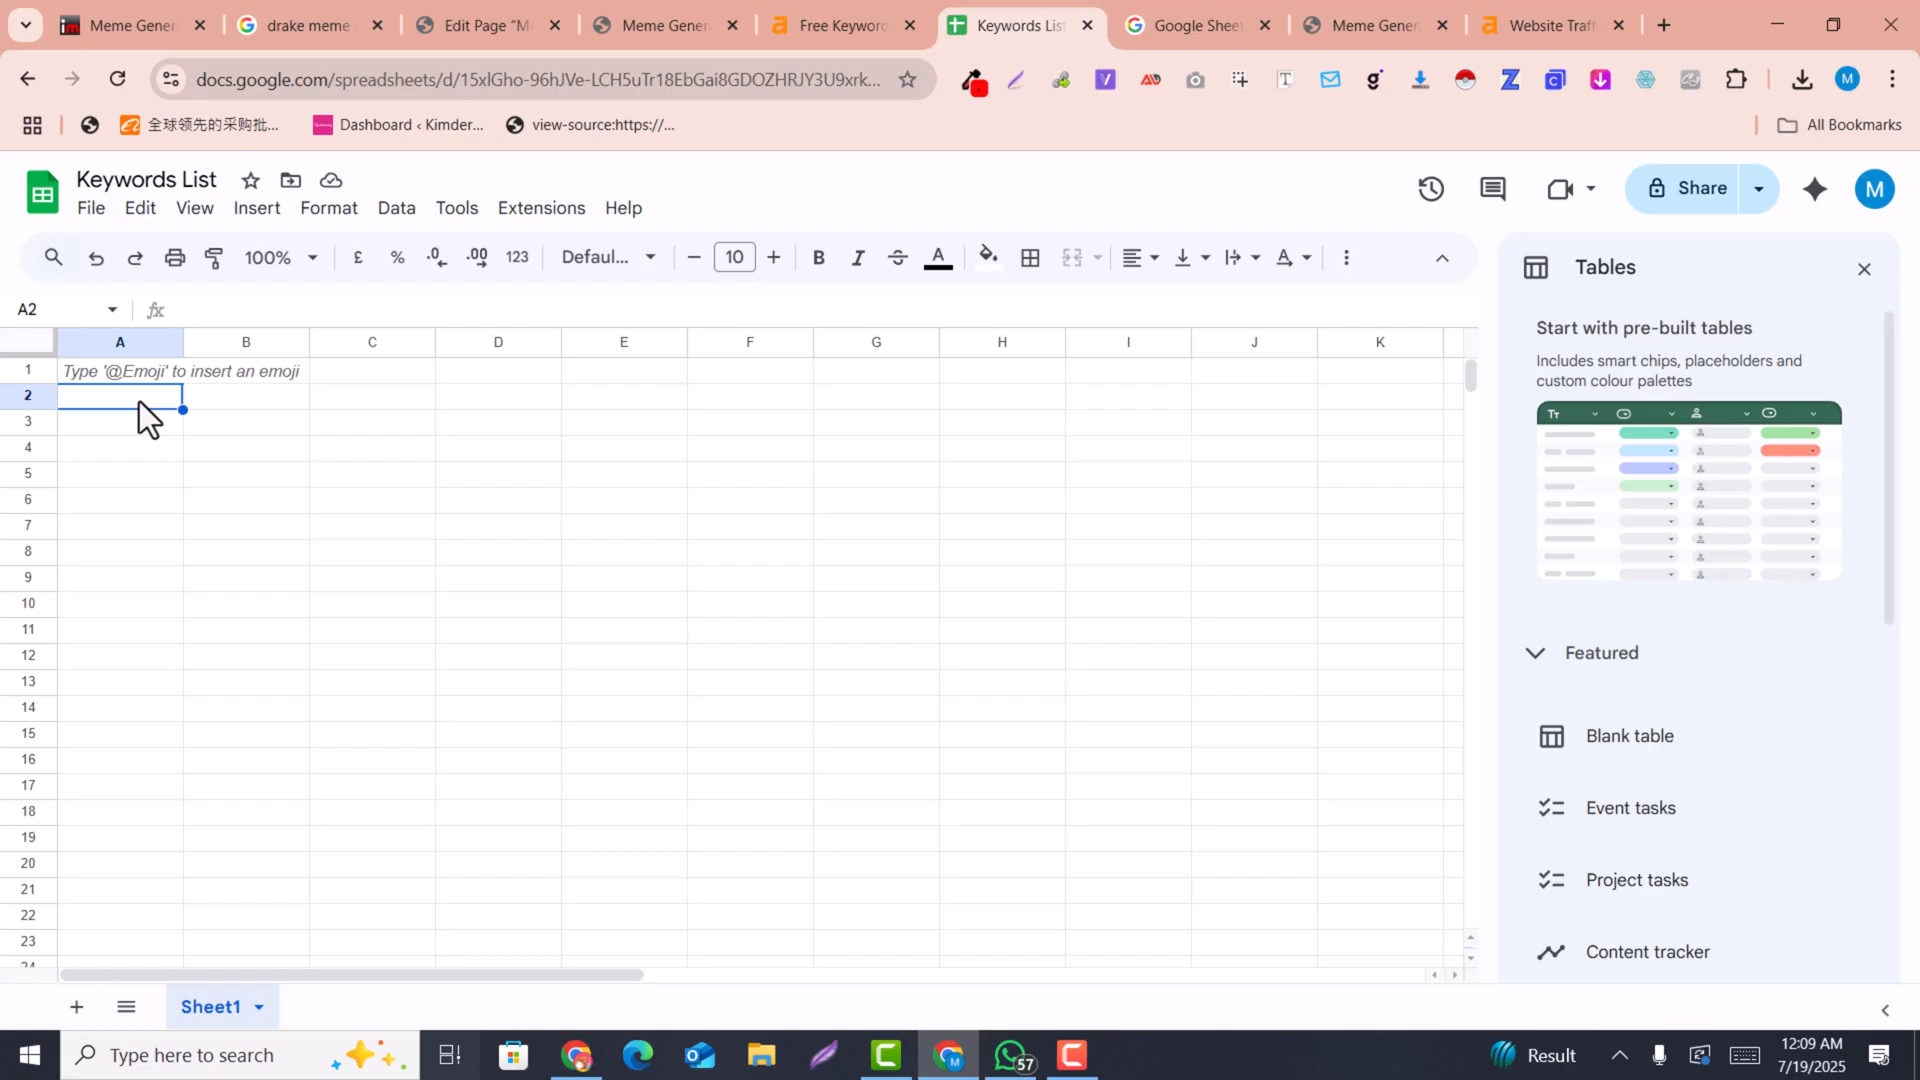 Meme Gener
drake meme
Edit Page “M
Meme Gener
Free Keyword
Keywords Lis
Google Sheet
Meme Gener
Website Traff
docs.google.com/spreadsheets/d/15xlGho-96hJVe-LCH5uTr18EbGai8GDOZHRJY3U9xrk...
M
全球领先的采购批...
Dashboard ‹ Kimder...
view-source:https://...
All Bookmarks
Keywords List
Share
M
File Edit View Insert Format Data Tools Extensions Help
100%
£ % .0 .00 123
Defaul...
10
B I A
A2
fx
A B C D E F G H I J K
1 Type '@Emoji' to insert an emoji
2
3
4
5
6
7
8
9
10
11
12
13
14
15
16
17
18
19
20
21
22
23
24
Tables
Start with pre-built tables
Includes smart chips, placeholders and
custom colour palettes
Tт
Featured
Blank table
Event tasks
Project tasks
Content tracker
Sheet1
Type here to search
57
Result
12:09 AM
7/19/2025